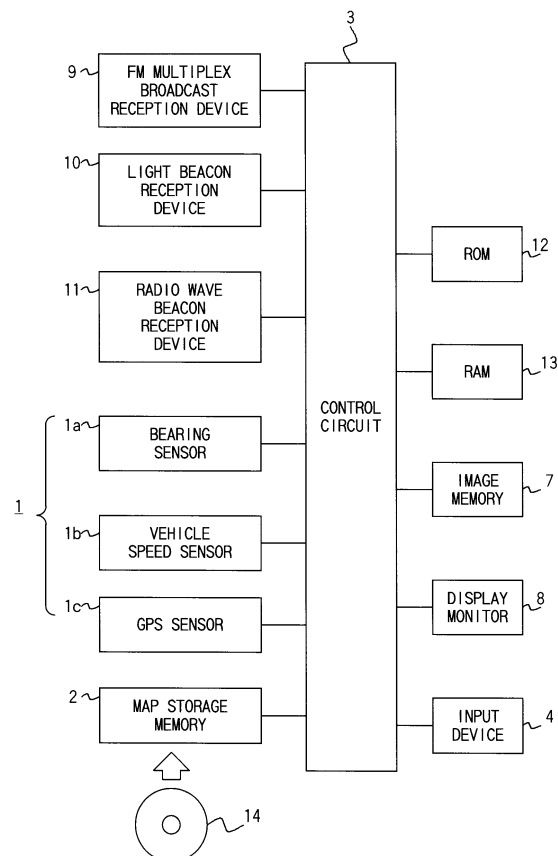 3
9
FM MULTIPLEX
BROADCAST
RECEPTION DEVICE
10
LIGHT BEACON
RECEPTION
DEVICE
11
RADIO WAVE
BEACON
RECEPTION
DEVICE
1
1a
BEARING
SENSOR
1b
VEHICLE
SPEED SENSOR
1c
GPS SENSOR
2
MAP STORAGE
MEMORY
14
CONTROL
CIRCUIT
ROM
12
RAM
13
IMAGE
MEMORY
7
DISPLAY
MONITOR
8
INPUT
DEVICE
4